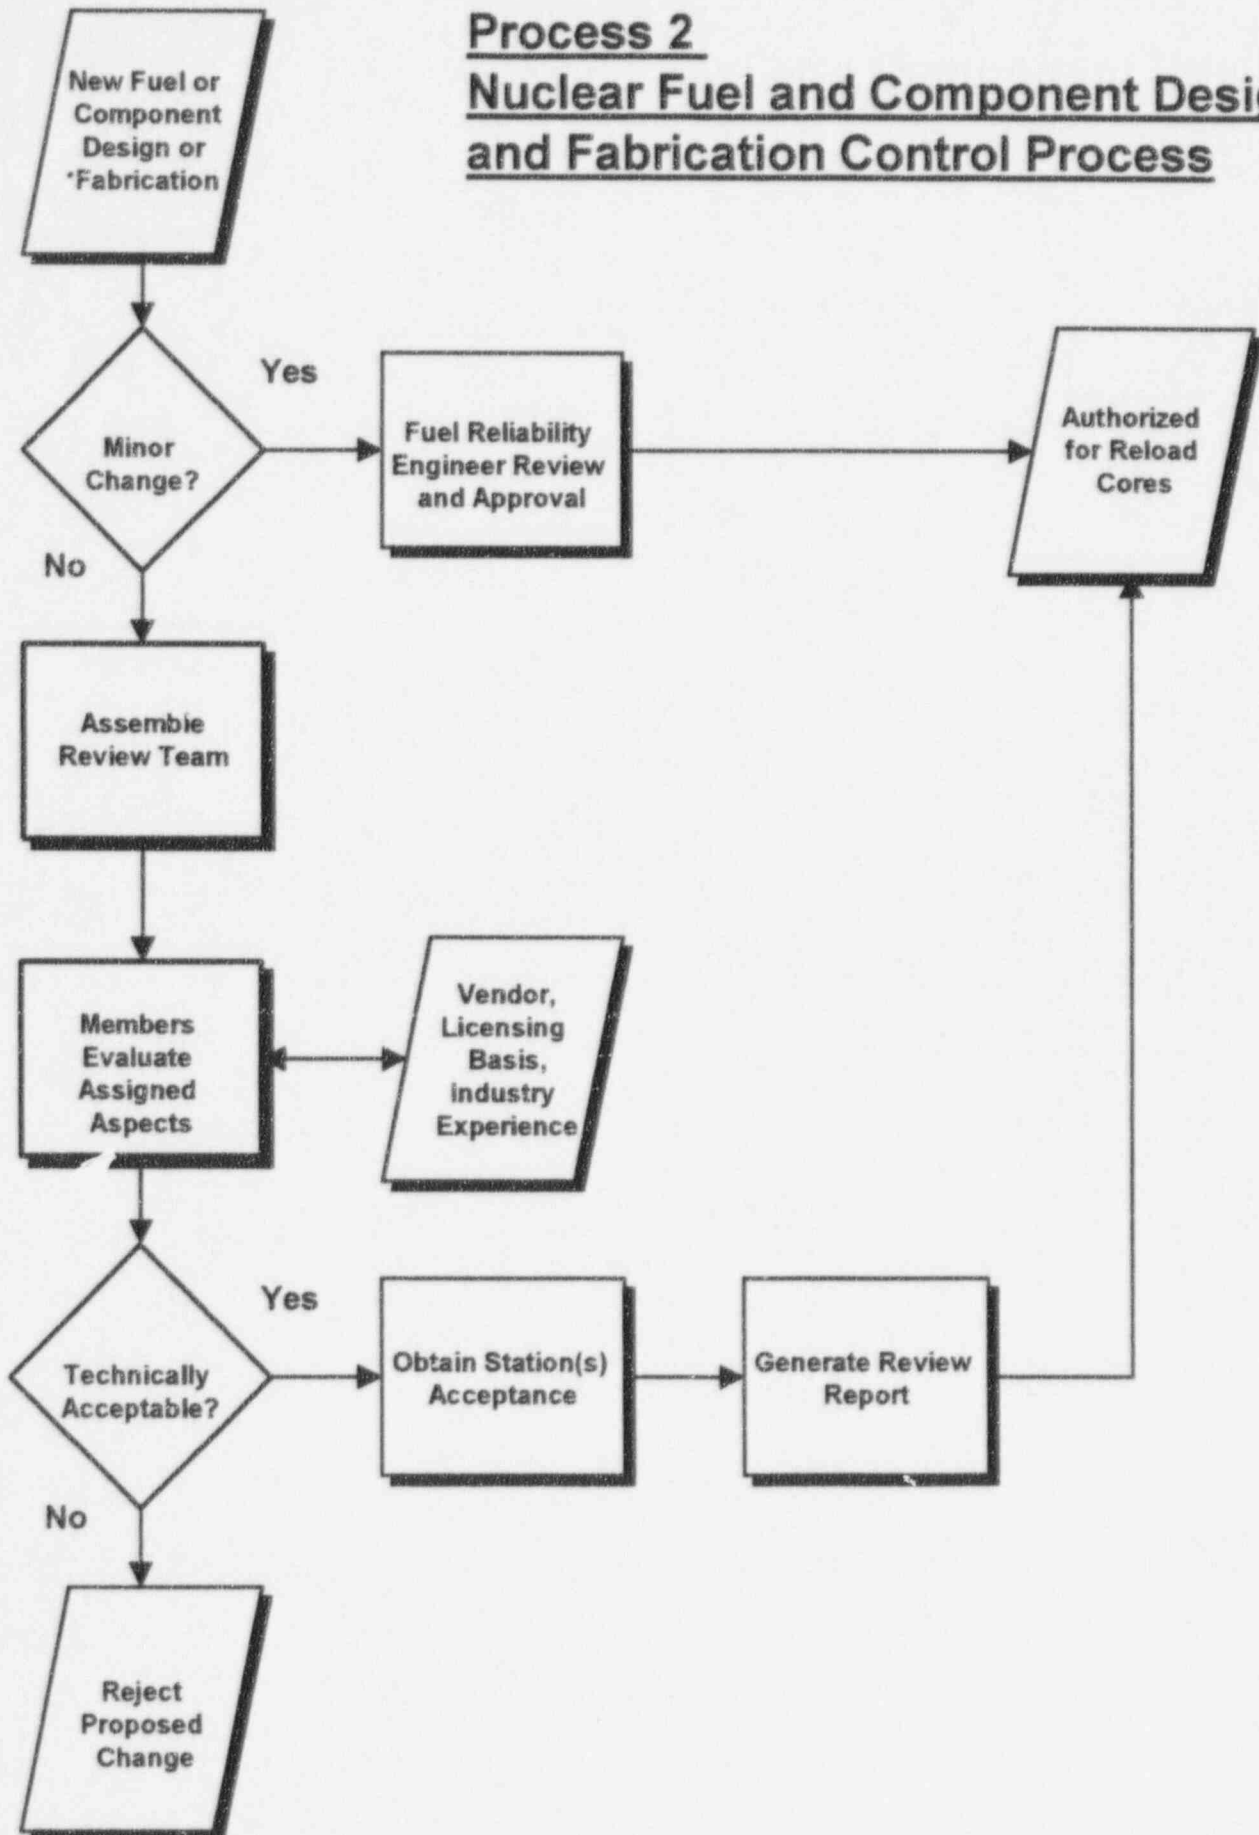 Process 2
Nuclear Fuel and Component Desig
and Fabrication Control Process
New Fuel or
Component
Design or
*Fabrication
Minor
Change?
Yes
Fuel Reliability
Engineer Review
and Approval
Authorized
for Reload
Cores
No
Assemble
Review Team
Members
Evaluate
Assigned
Aspects
Vendor,
Licensing
Basis,
industry
Experience
Technically
Acceptable?
Yes
Obtain Station(s)
Acceptance
Generate Review
Report
No
Reject
Proposed
Change